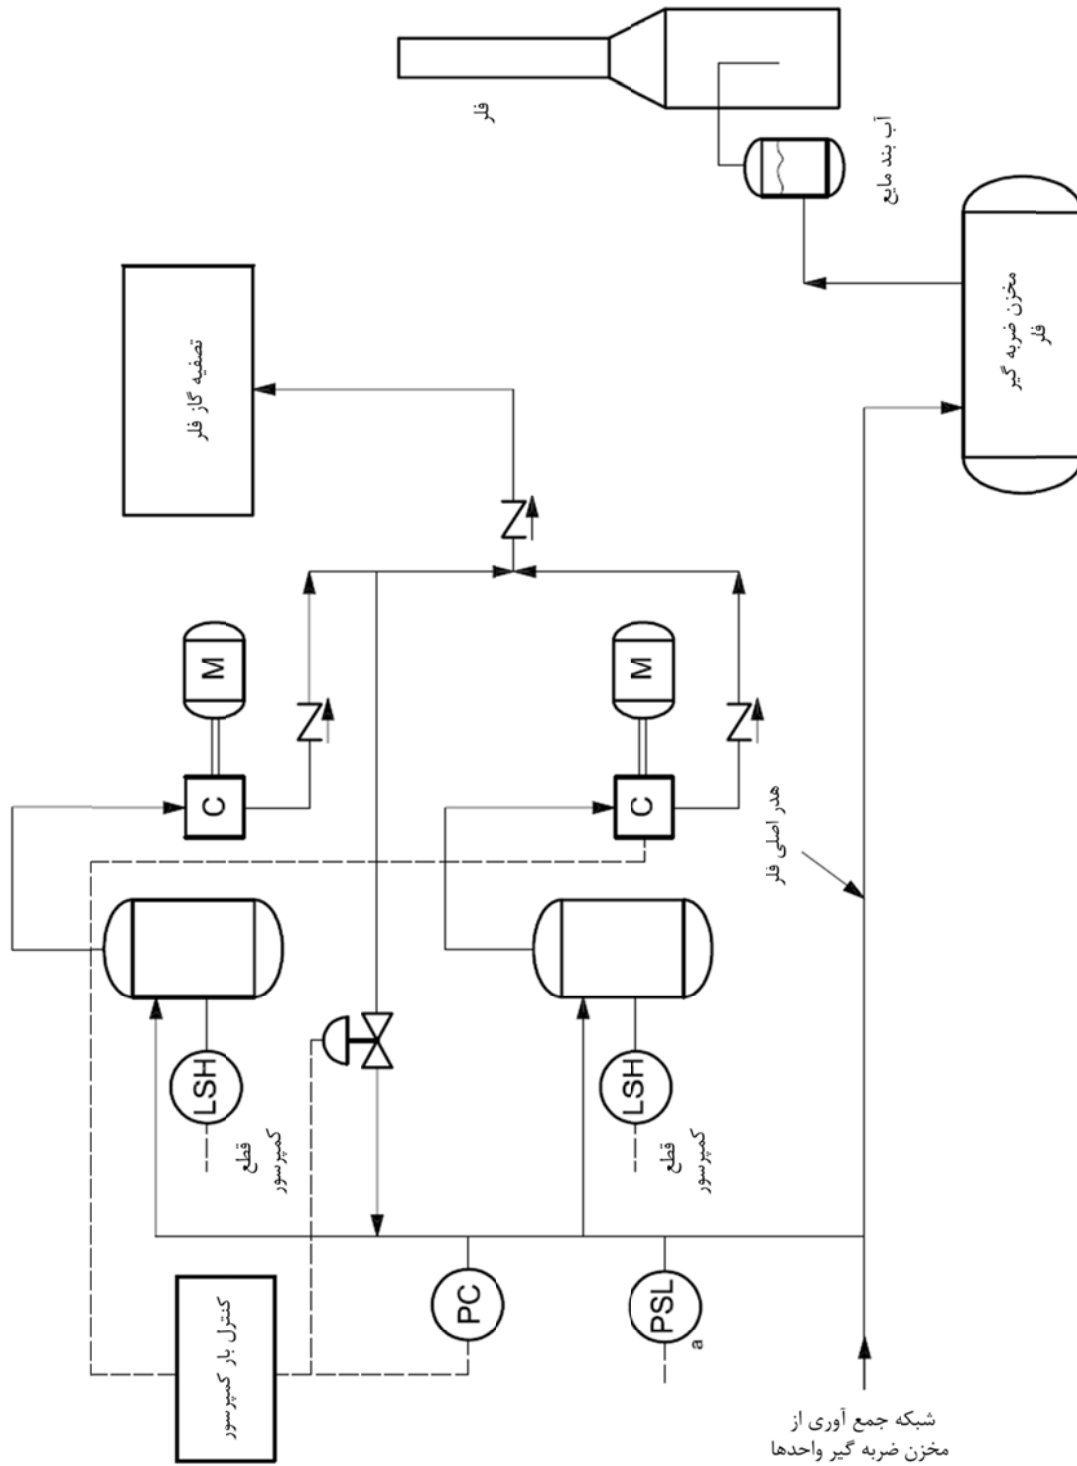 فلر
آب بند مایع
مخزن ضربه گیر
فلر
تصفیه گاز فلر
M
M
C
C
هدر اصلی فلر
LSH
LSH
قطع
کمپرسور
قطع
کمپرسور
PC
PSL
a
کنترل بار کمپرسور
شبکه جمع آوری از
مخزن ضربه گیر واحدها